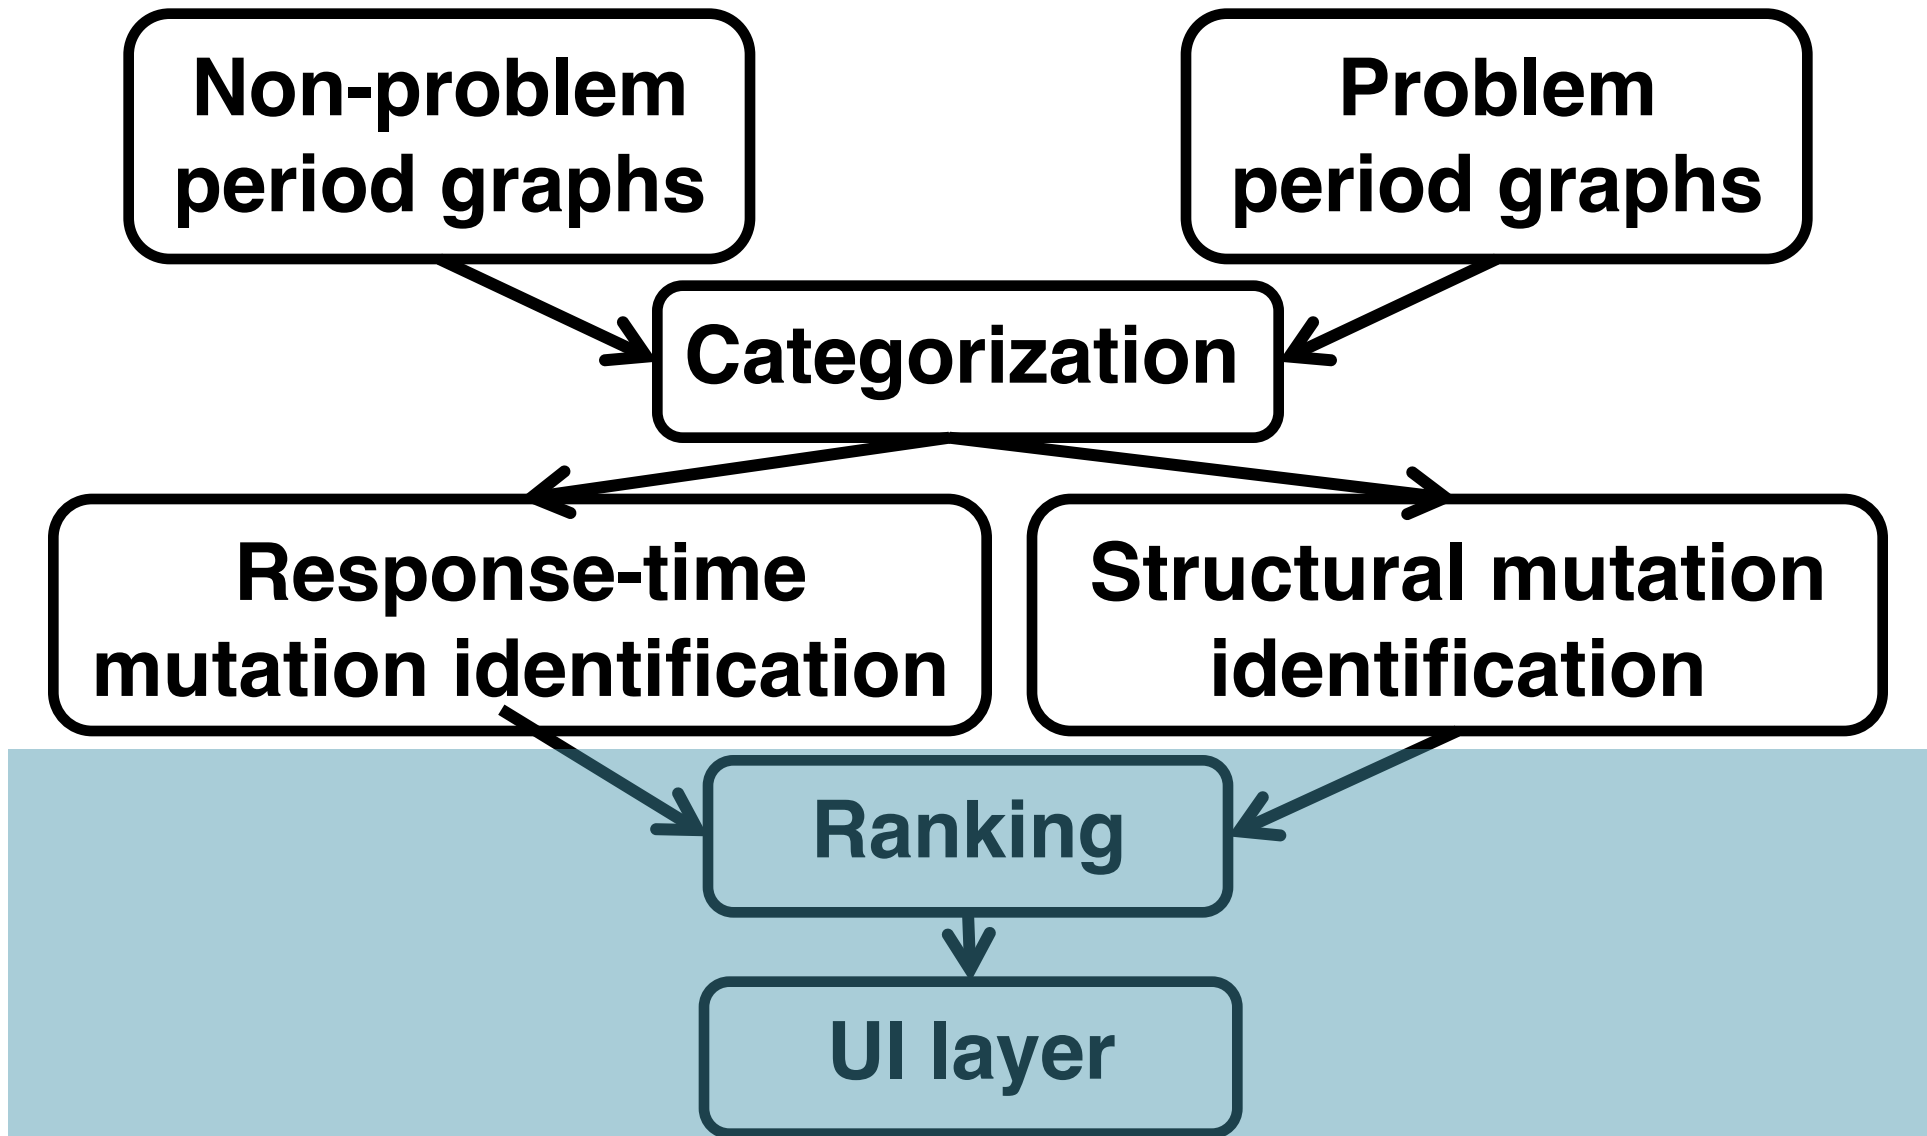 Non-problem
period graphs
Problem
period graphs
Categorization
Response-time
mutation identification
Structural mutation
identification
Ranking
UI layer